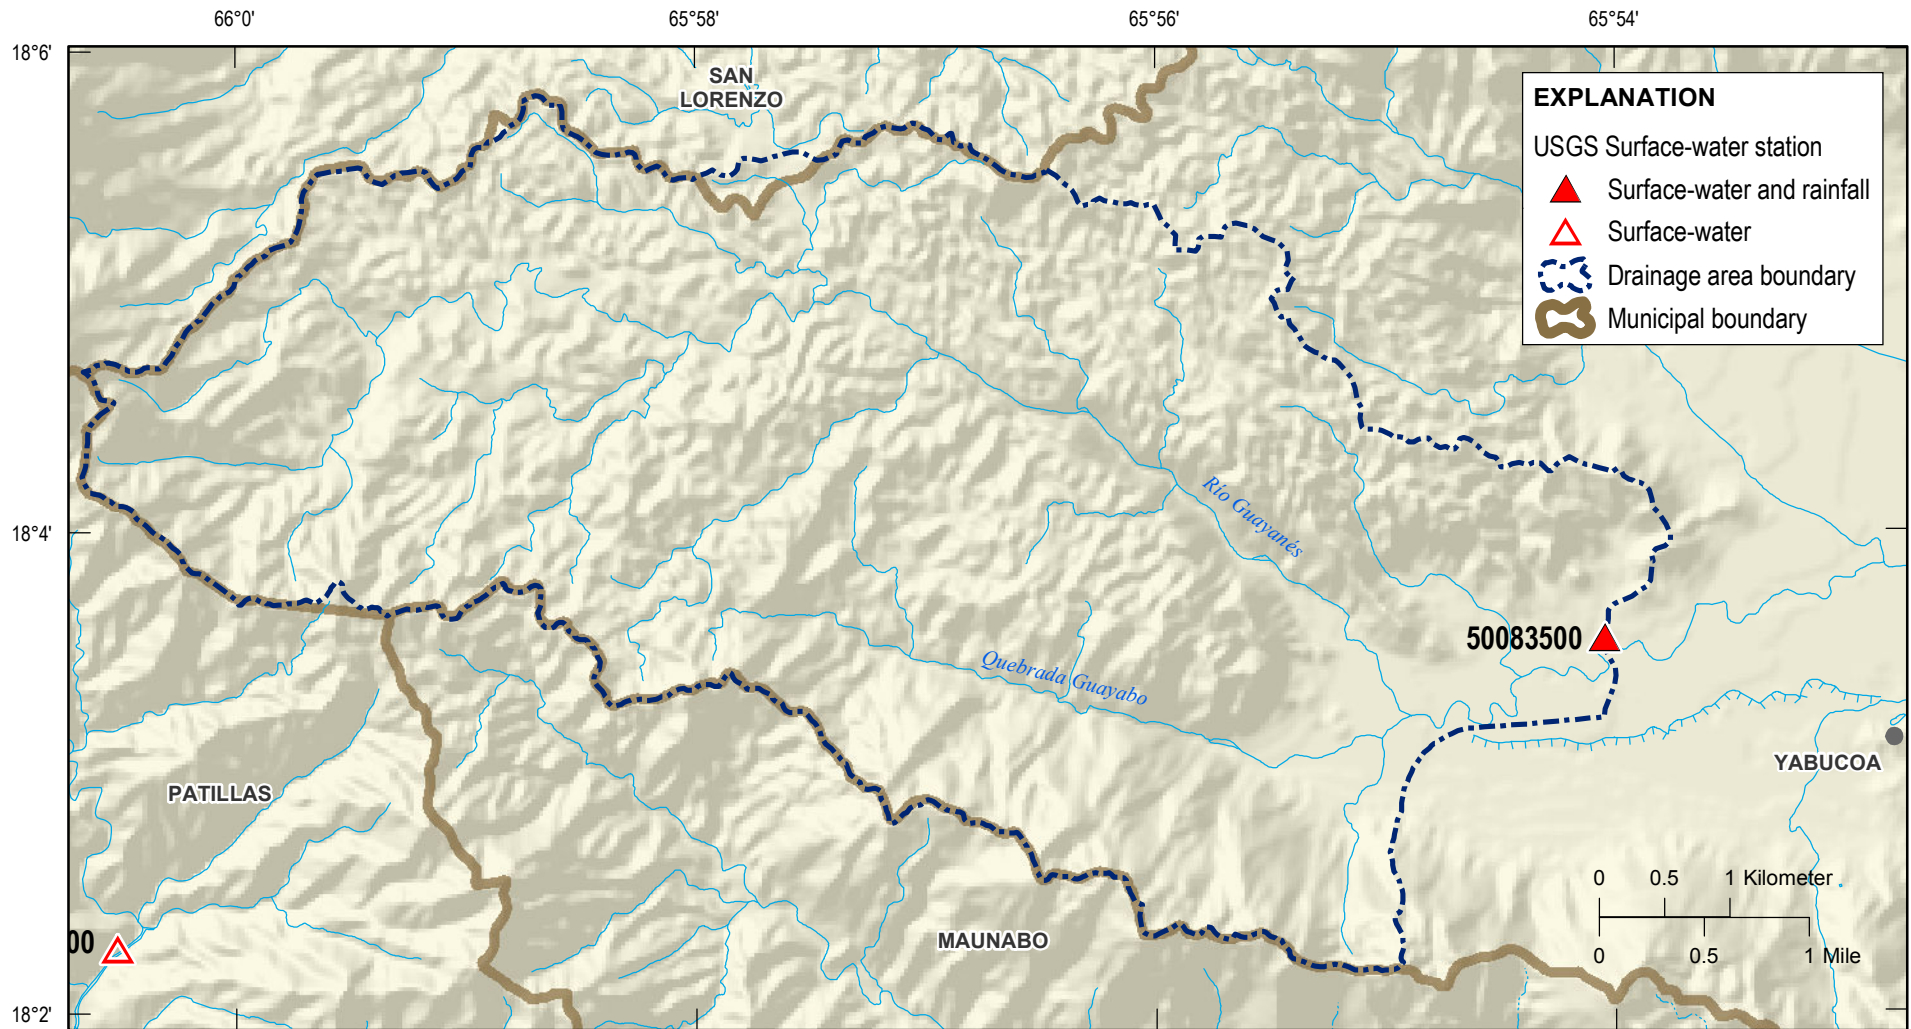 66°0'
65°58'
65°56'
65°54'
18°6'
SAN
LORENZO
EXPLANATION
USGS Surface-water station
Surface-water and rainfall
Surface-water
Drainage area boundary
Municipal boundary
Río Guayanés
18°4'
50083500
Quebrada Guayabo
YABUCOA
PATILLAS
0 0.5 1 Kilometer
MAUNABO
00
0 0.5 1 Mile
18°2'